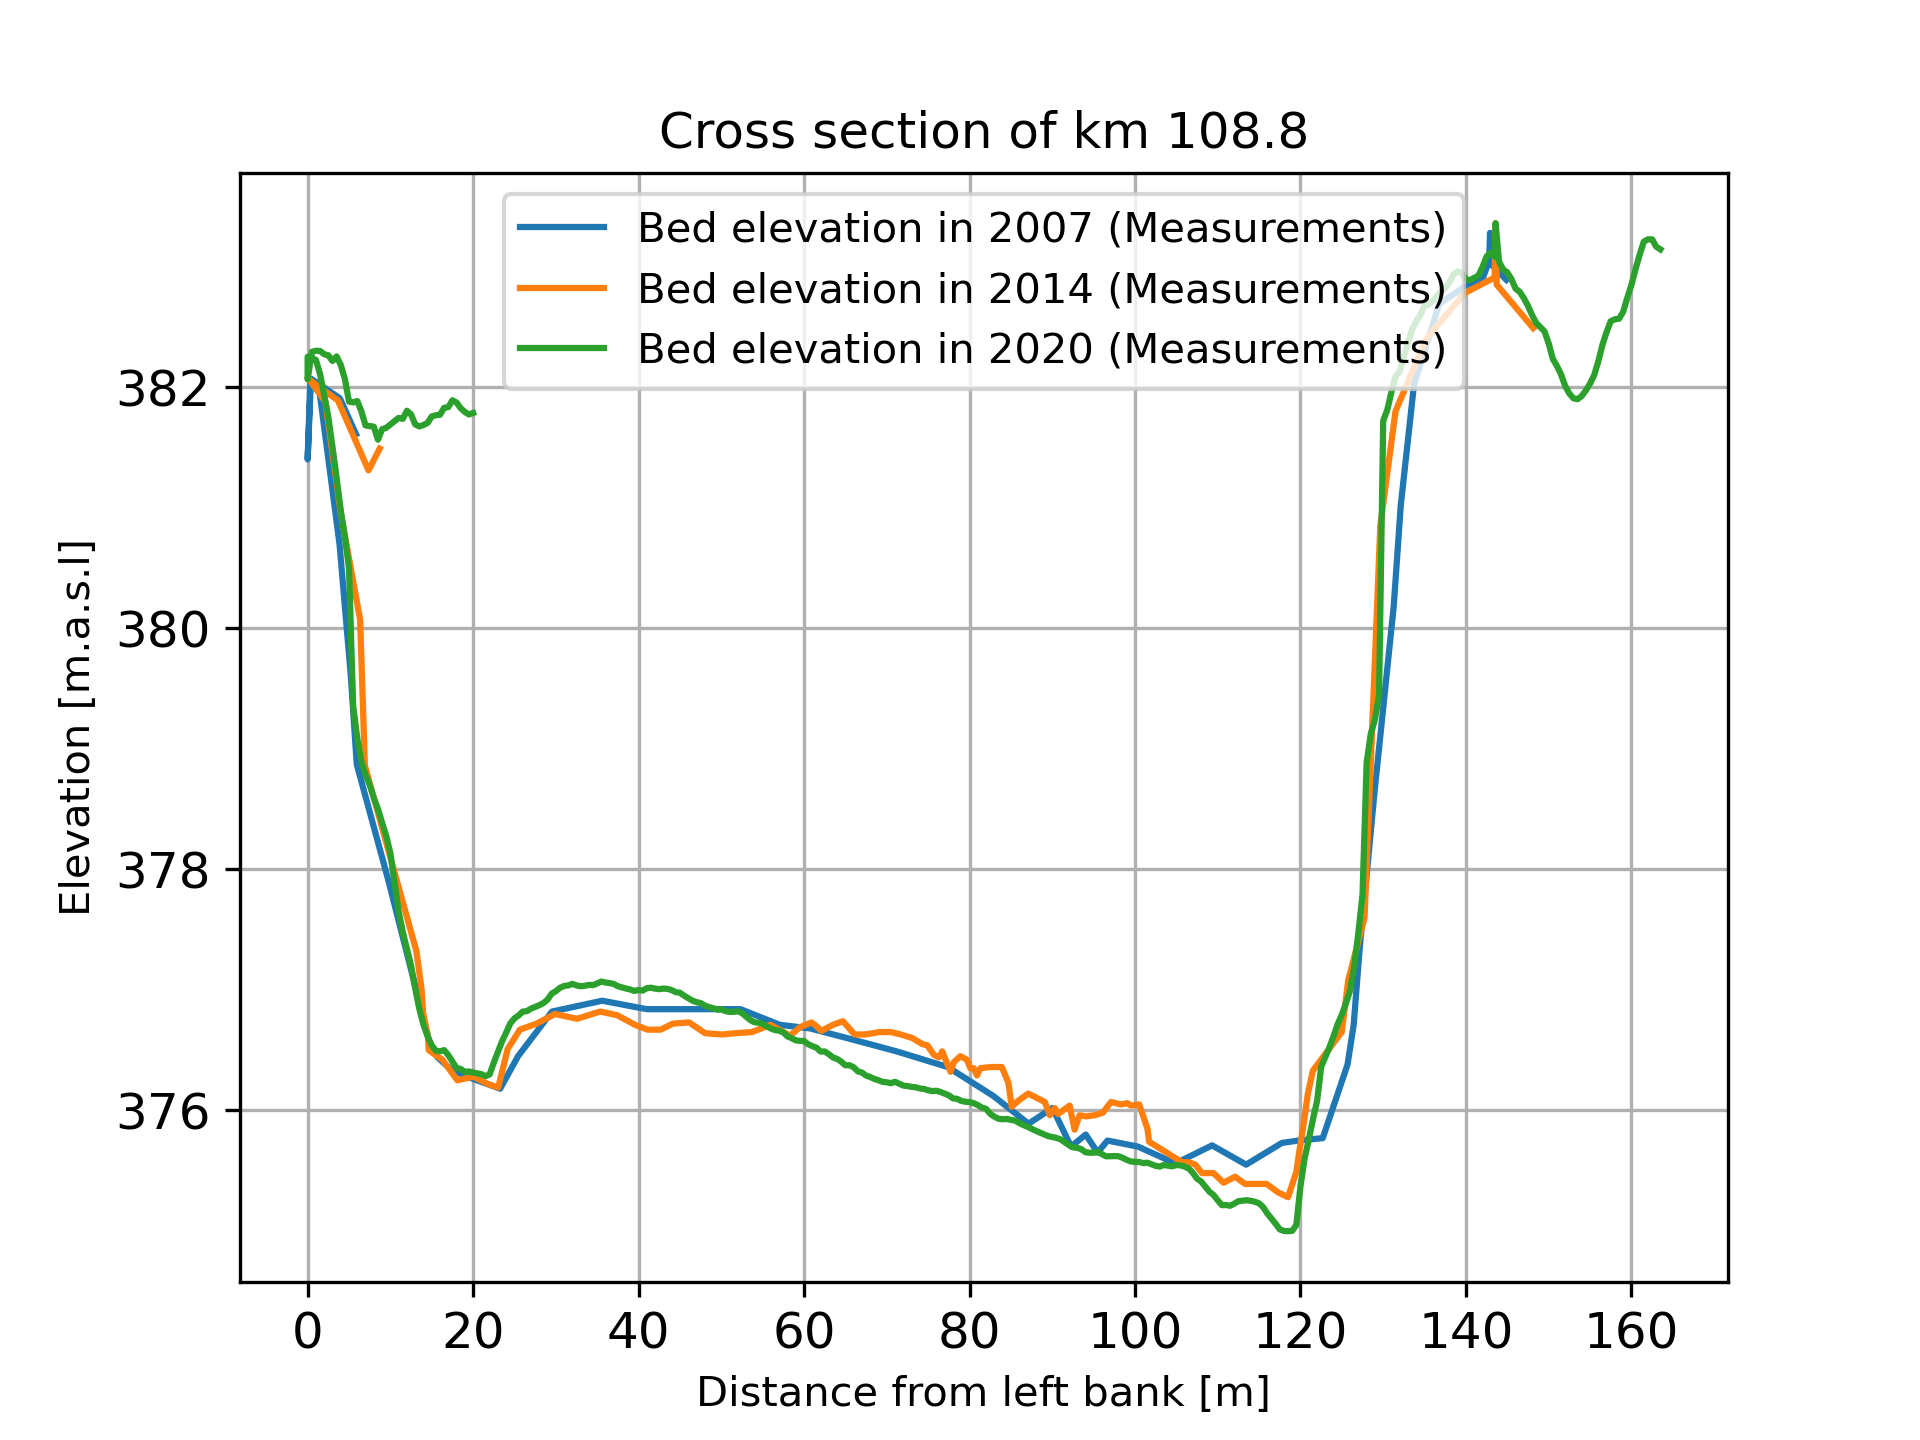 Cross section of km 108.8
Bed elevation in 2007 (Measurements)
Bed elevation in 2014 (Measurements)
Bed elevation in 2020 (Measurements)
382
380
378
376
Elevation [m.a.s.l]
0 20 40 60 80 100 120 140 160
Distance from left bank [m]